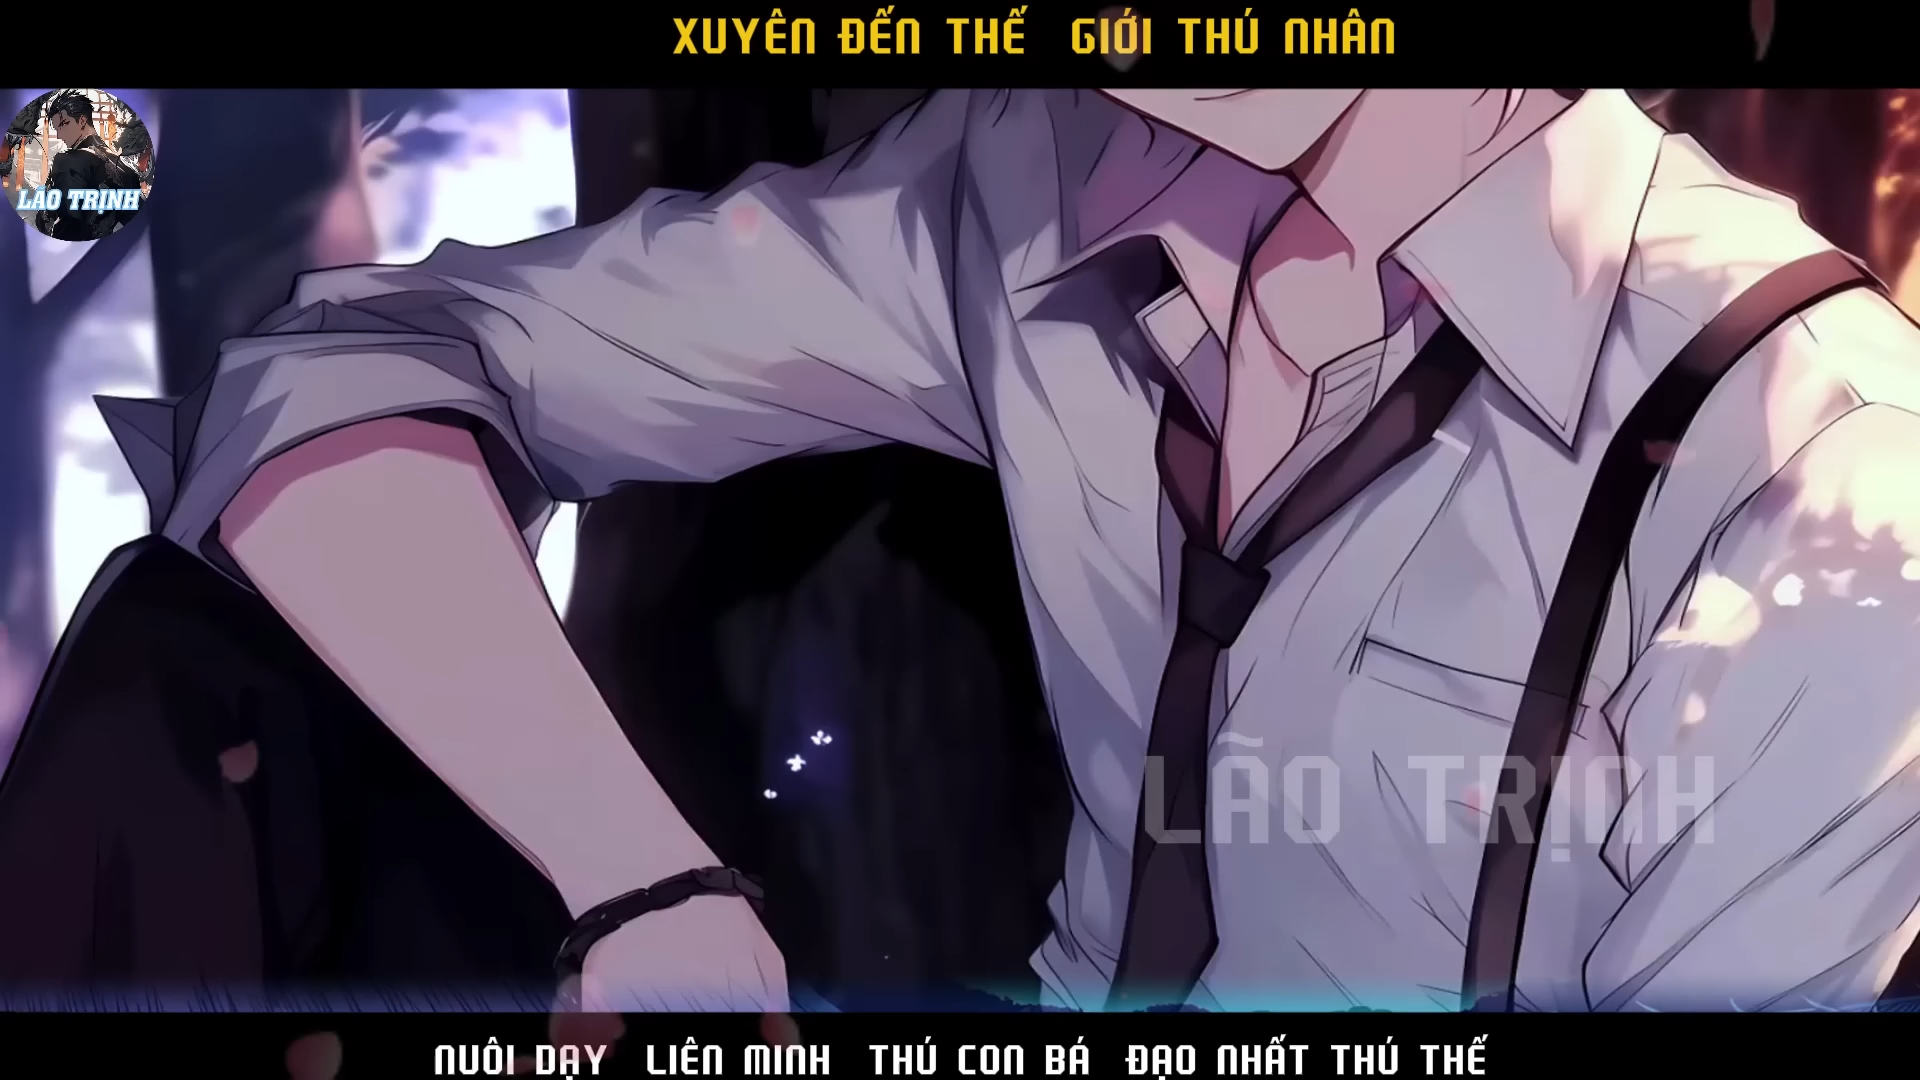 XUYÊN ĐẾN THẾ GIỚI THÚ NHÂN
LÃO TRỊNH
LÃO TRỊNH
NUÔI DẠY LIÊN MINH THÚ CON BÁ ĐẠO NHẤT THÚ THẾ